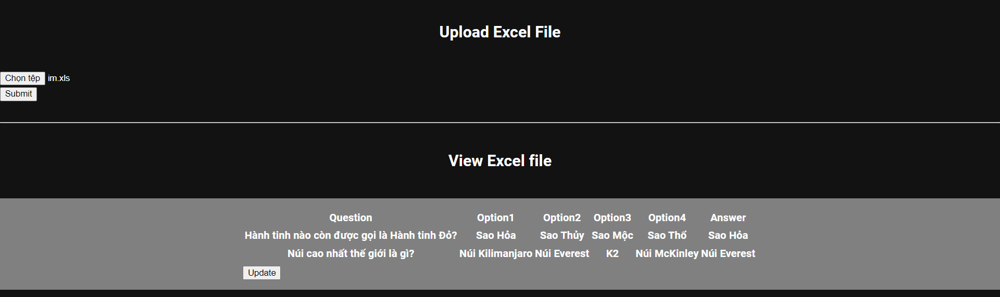 Upload Excel File
Chọn tệp im.xls
Submit
View Excel file
Question Option1 Option2 Option3 Option4 Answer
Hành tinh nào còn được gọi là Hành tinh Đỏ? Sao Hỏa Sao Thủy Sao Mộc Sao Thổ Sao Hỏa
Núi cao nhất thế giới là gì? Núi Kilimanjaro Núi Everest K2 Núi McKinley Núi Everest
Update